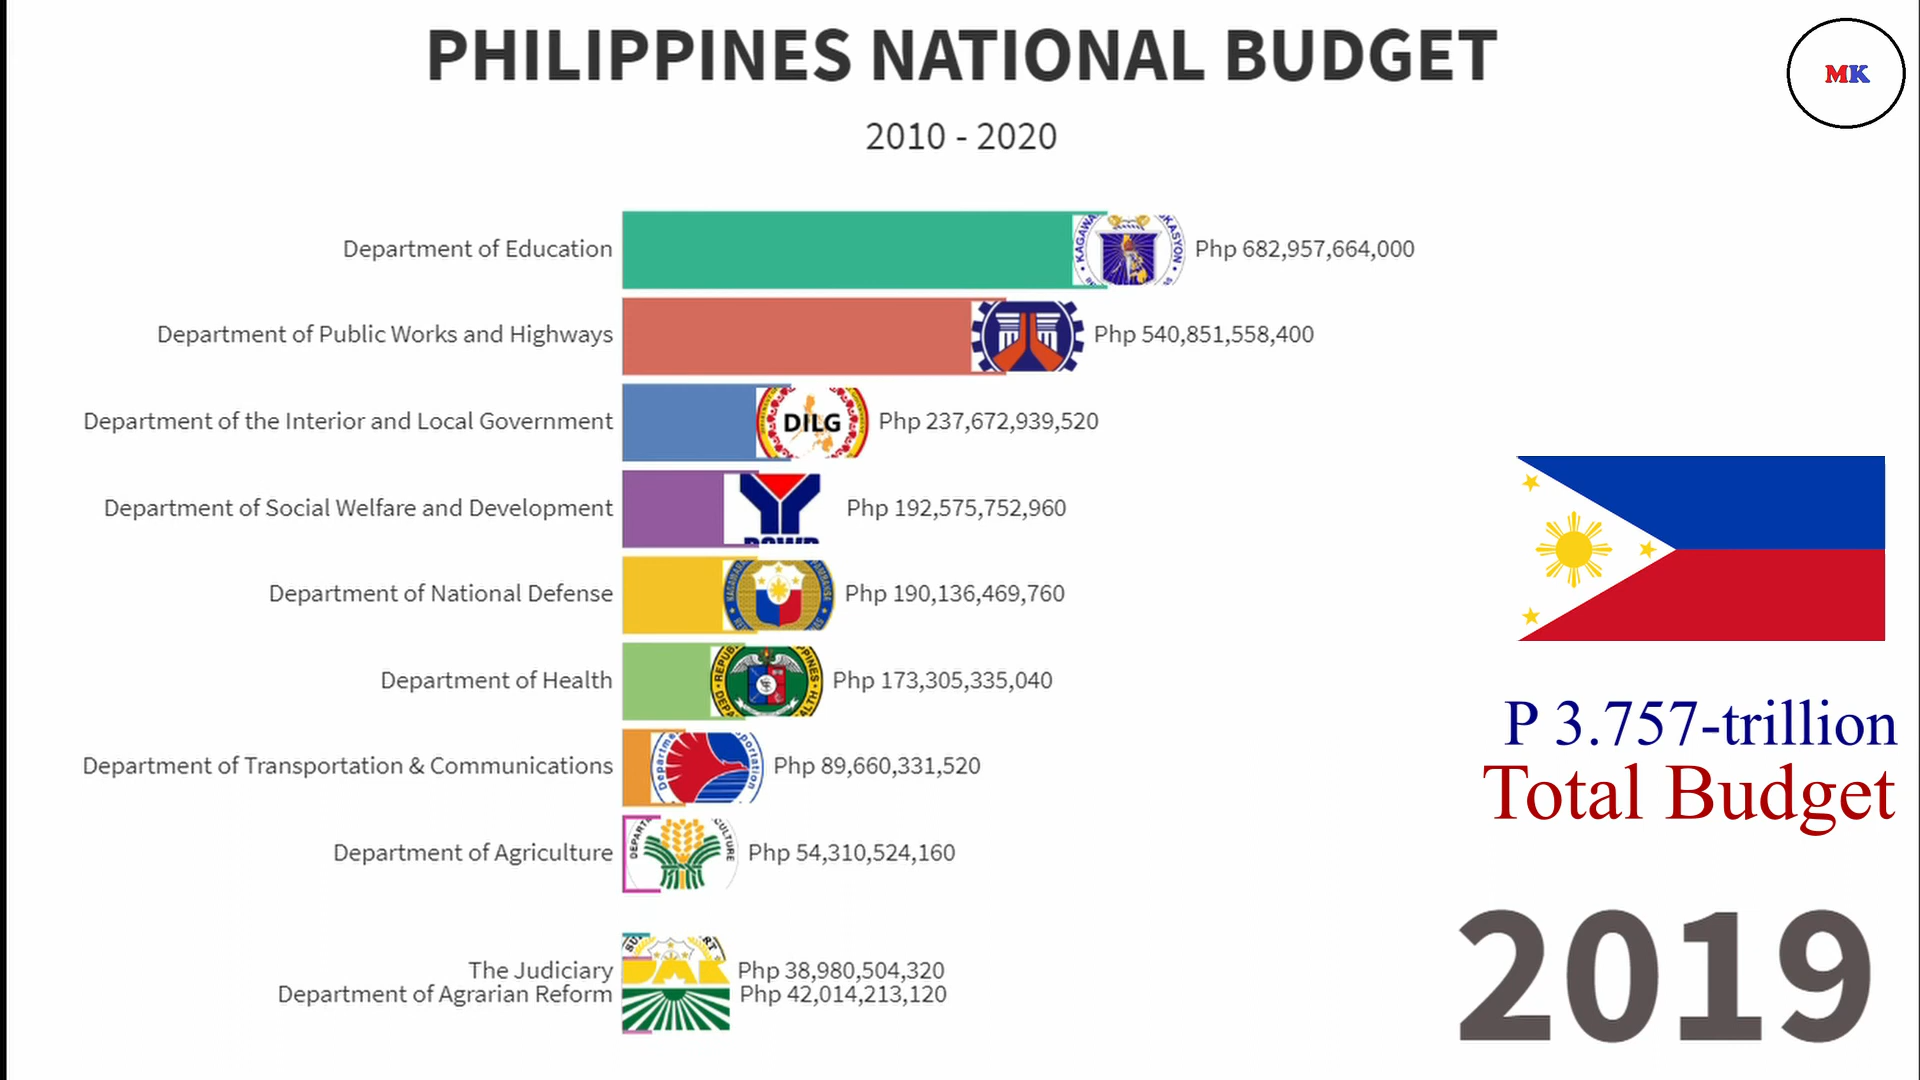 PHILIPPINES NATIONAL BUDGET
MK
2010 - 2020
Department of Education Php 682,957,664,000
Department of Public Works and Highways Php 540,851,558,400
Department of the Interior and Local Government DILG Php 237,672,939,520
Department of Social Welfare and Development Php 192,575,752,960
Department of National Defense Php 190,136,469,760
Department of Health Php 173,305,335,040
Department of Transportation & Communications Php 89,660,331,520
Department of Agriculture Php 54,310,524,160
The Judiciary Php 38,980,504,320
Department of Agrarian Reform Php 42,014,213,120
P 3.757-trillion
Total Budget
2019